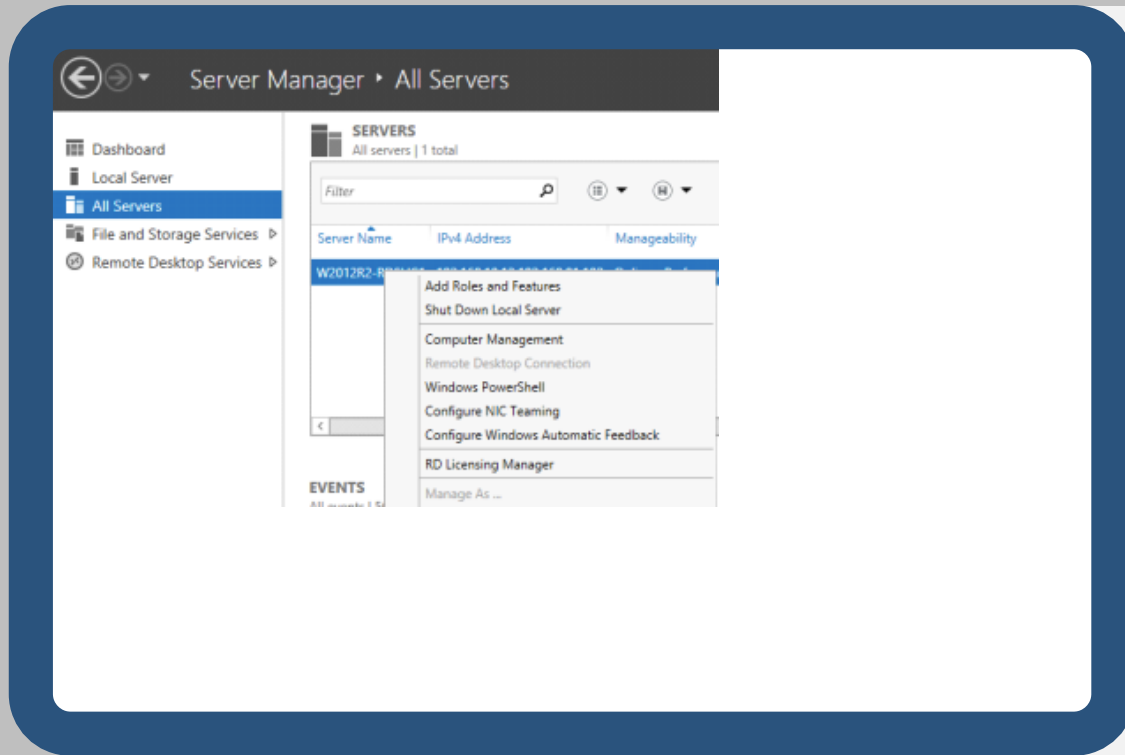 Server Manager ‣ All Servers
Dashboard
Local Server
All Servers
File and Storage Services
Remote Desktop Services
SERVERS
All servers | 1 total
Filter
Server Name IPv4 Address Manageability
Add Roles and Features
Shut Down Local Server
Computer Management
Remote Desktop Connection
Windows PowerShell
Configure NIC Teaming
Configure Windows Automatic Feedback
RD Licensing Manager
Manage As ...
EVENTS